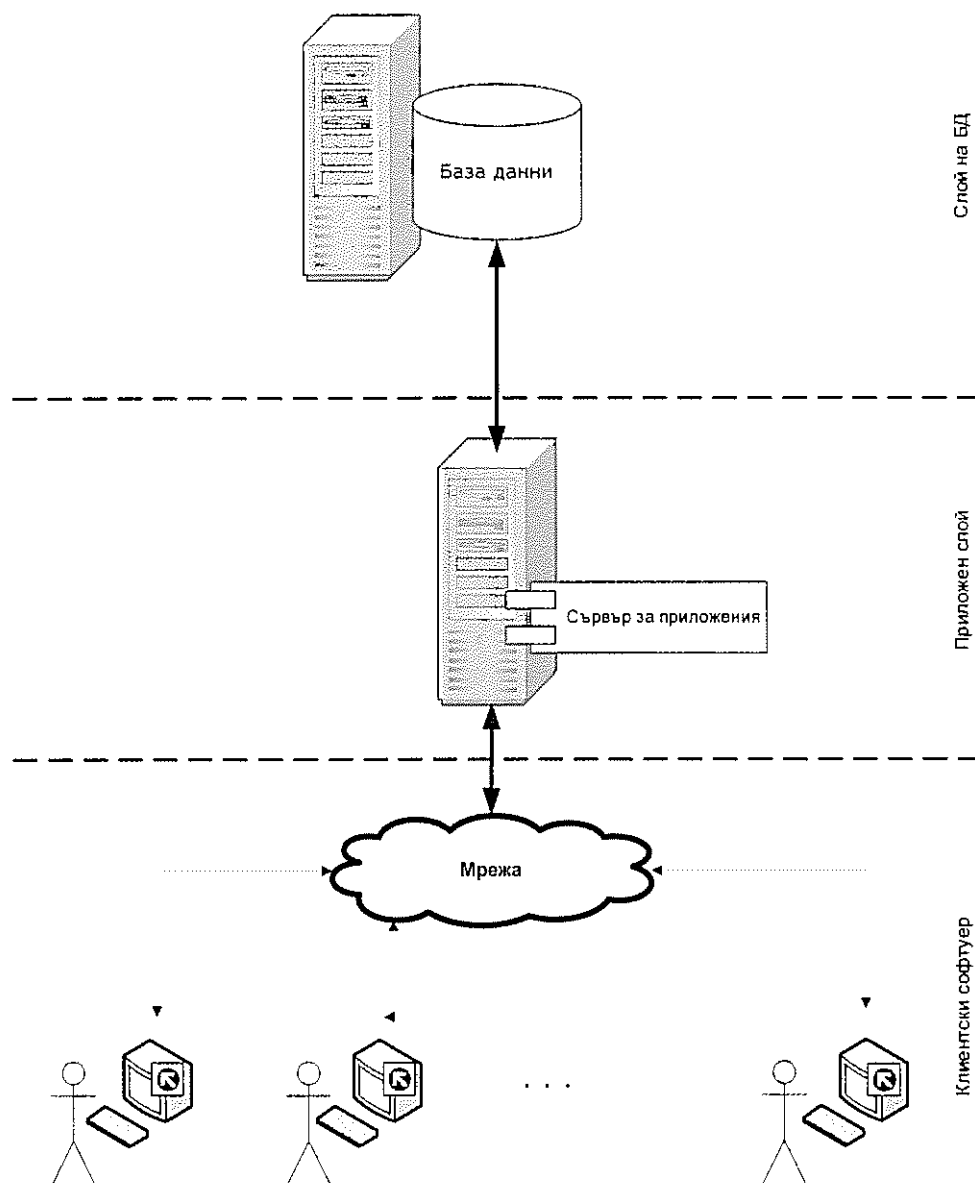 База данни
Слой на БД
Сървър за приложения
Приложен слой
Мрежа
Клиентски софтуер
. . .